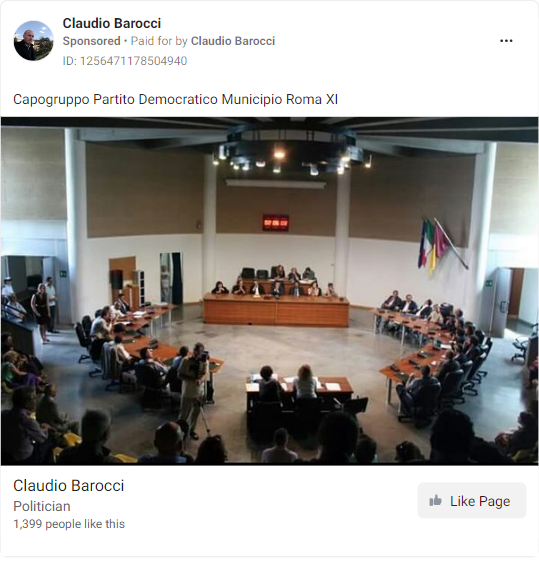 Claudio Barocci
Sponsored • Paid for by Claudio Barocci
ID: 1256471178504940
Capogruppo Partito Democratico Municipio Roma XI
Claudio Barocci
Politician
1,399 people like this
Like Page